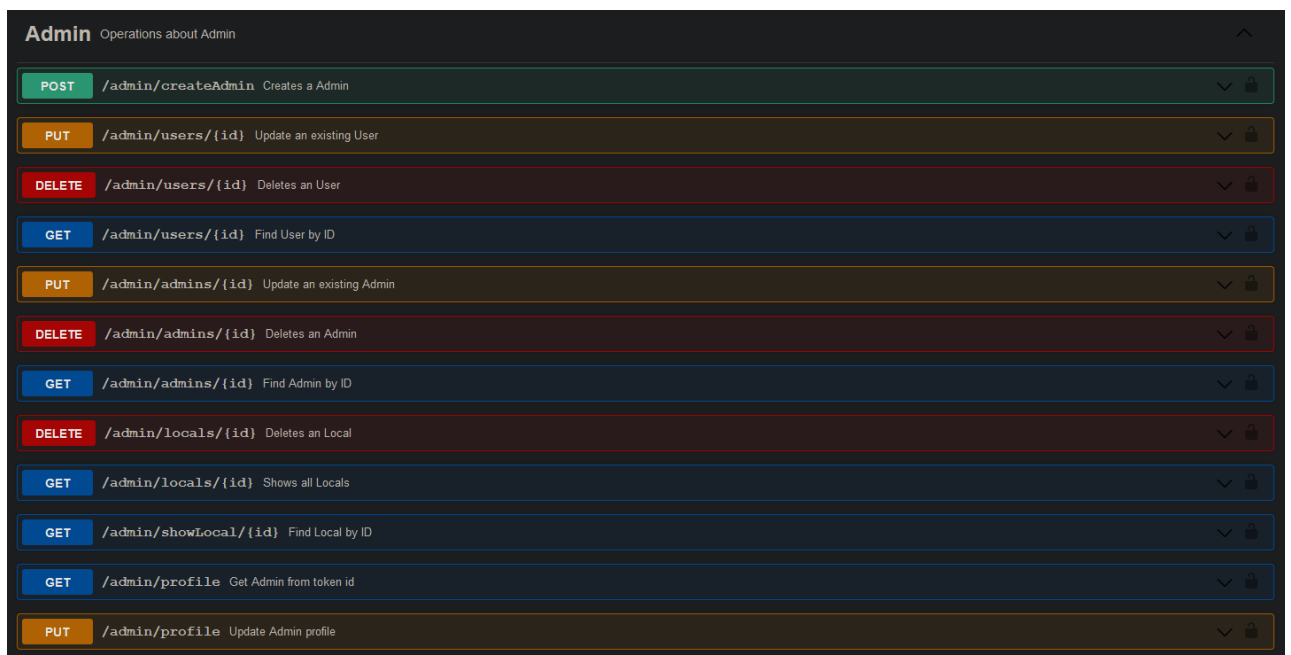 Admin Operations about Admin
POST /admin/createAdmin Creates a Admin
PUT /admin/users/{id} Update an existing User
DELETE /admin/users/{id} Deletes an User
GET /admin/users/{id} Find User by ID
PUT /admin/admins/{id} Update an existing Admin
DELETE /admin/admins/{id} Deletes an Admin
GET /admin/admins/{id} Find Admin by ID
DELETE /admin/locals/{id} Deletes an Local
GET /admin/locals/{id} Shows all Locals
GET /admin/showLocal/{id} Find Local by ID
GET /admin/profile Get Admin from token id
PUT /admin/profile Update Admin profile